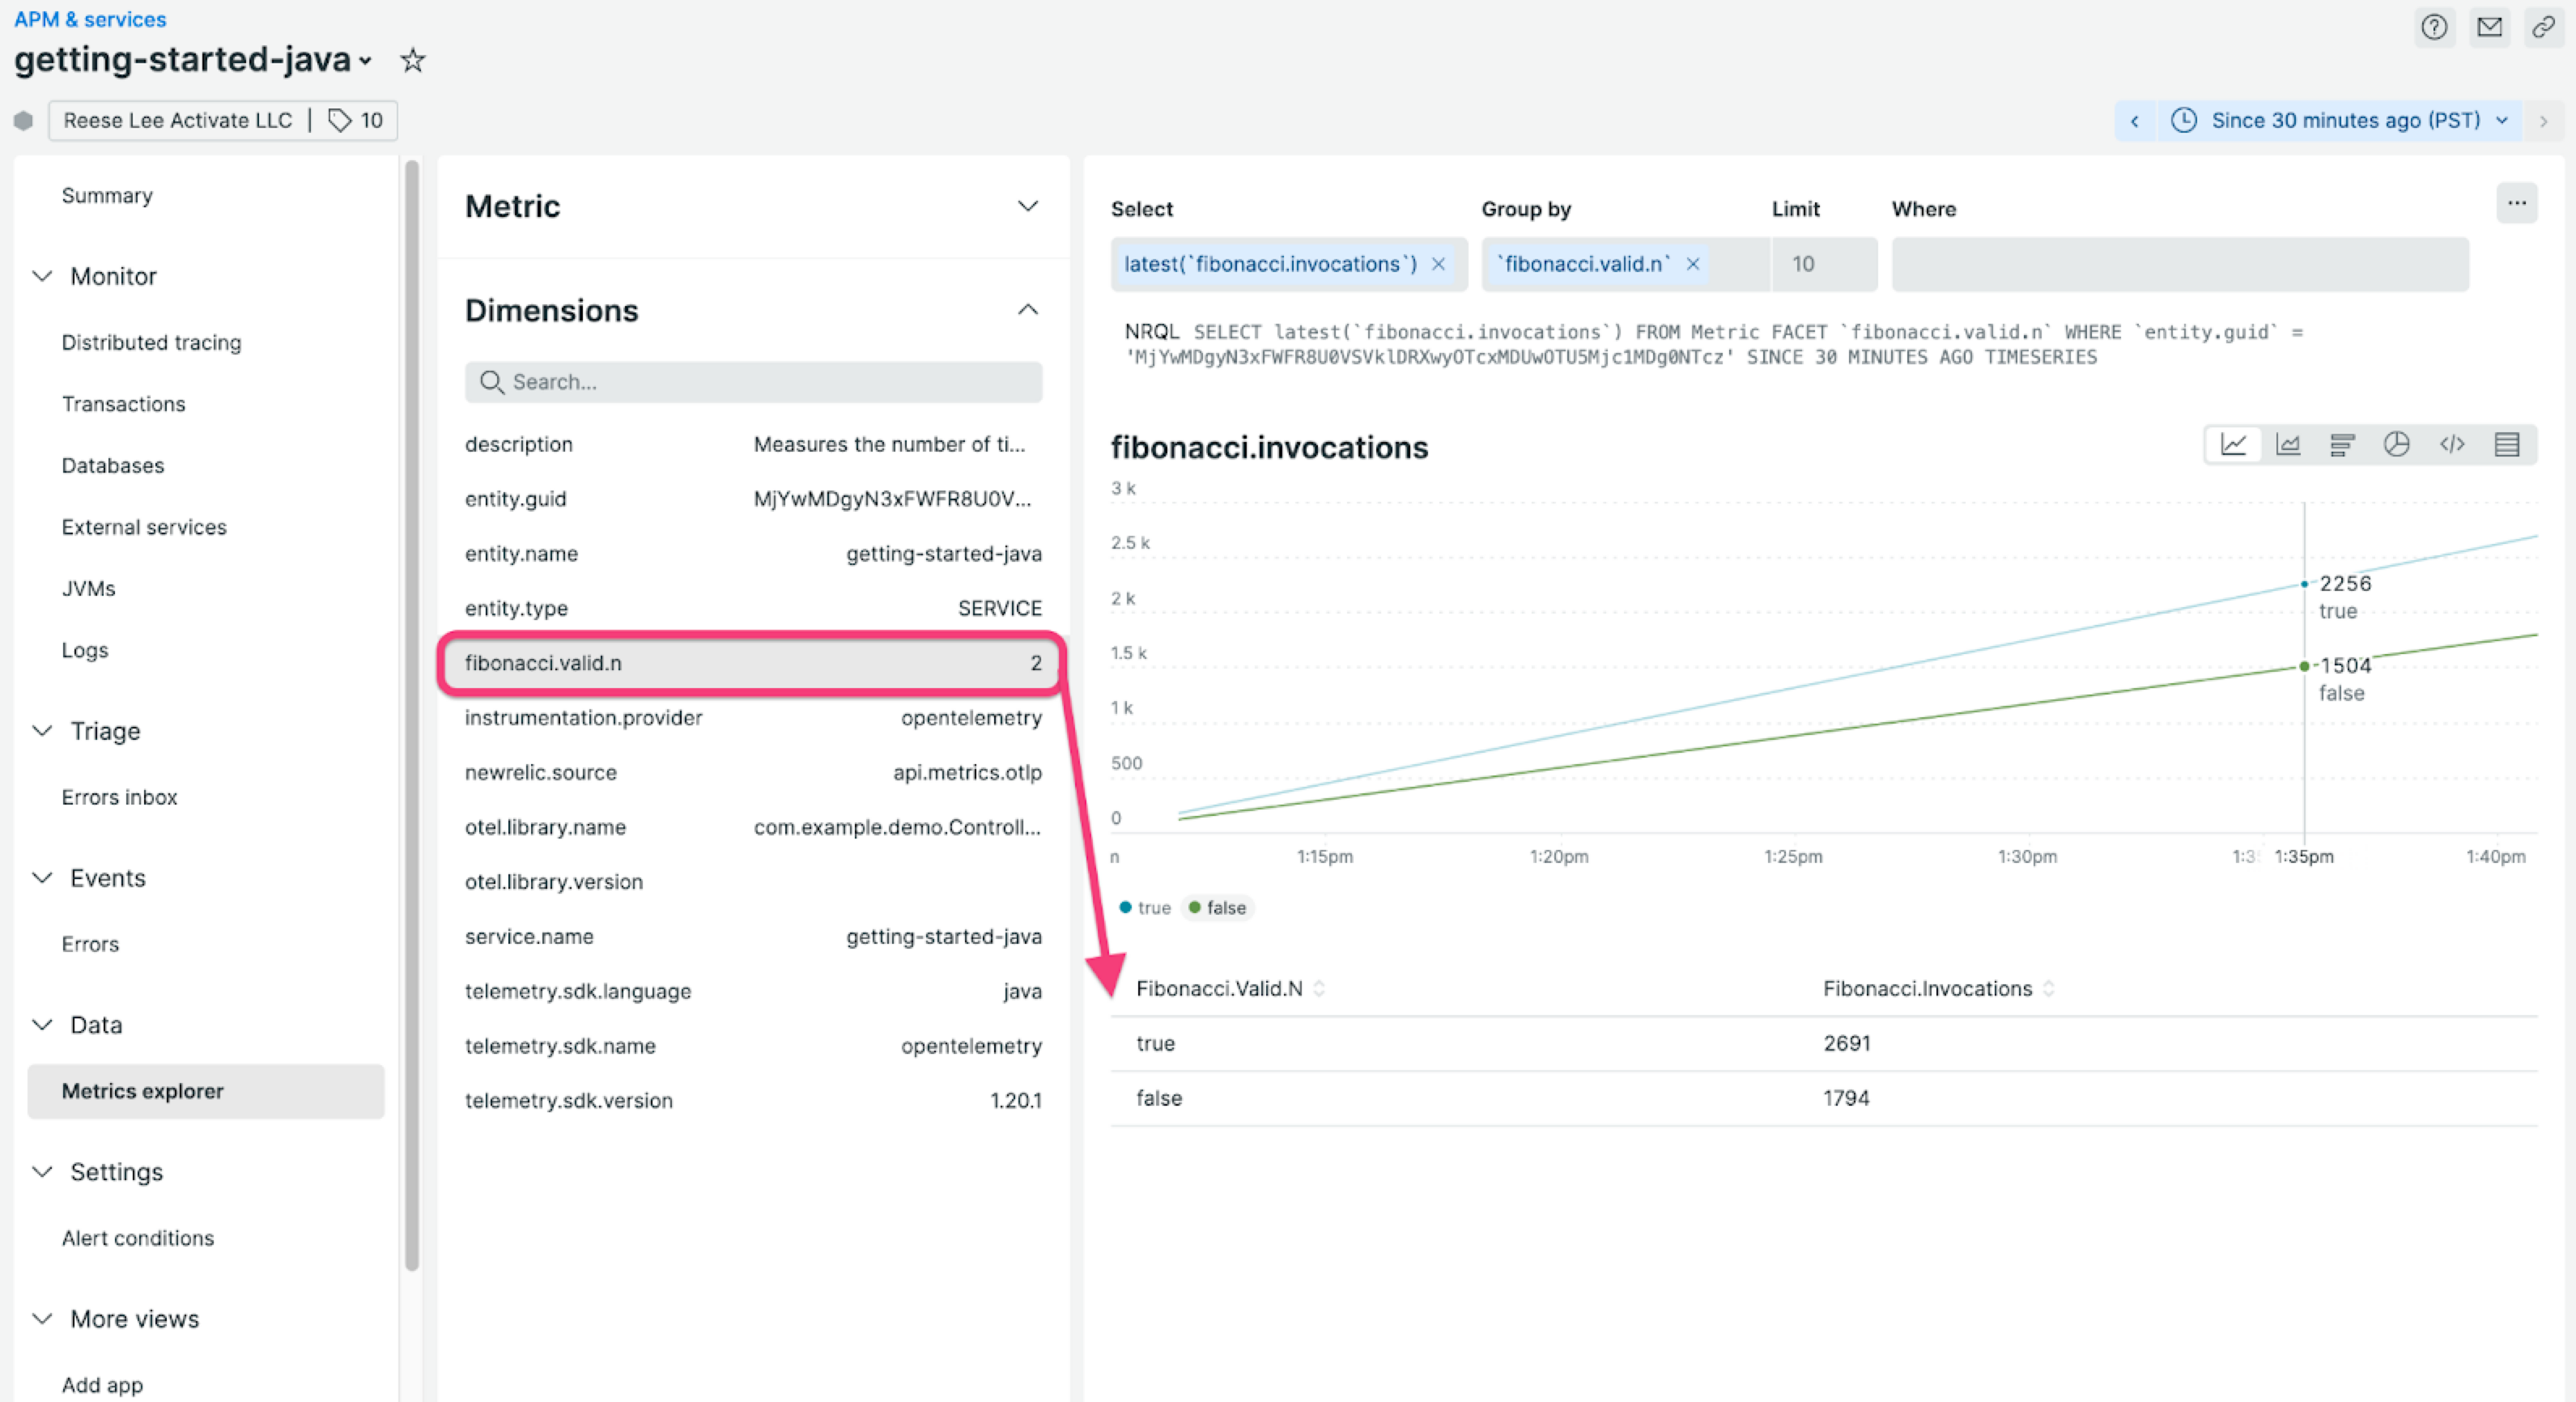 APM & services
getting-started-java
Reese Lee Activate LLC | 10
Since 30 minutes ago (PST)
Summary
Monitor
Distributed tracing
Transactions
Databases
External services
JVMs
Logs
Triage
Errors inbox
Events
Errors
Data
Metrics explorer
Settings
Alert conditions
More views
Add app
Metric
Dimensions
Search...
description Measures the number of ti...
entity.guid MjYwMDgyN3xFWFR8U0V...
entity.name getting-started-java
entity.type SERVICE
fibonacci.valid.n 2
instrumentation.provider opentelemetry
newrelic.source api.metrics.otlp
otel.library.name com.example.demo.Controll...
otel.library.version
service.name getting-started-java
telemetry.sdk.language java
telemetry.sdk.name opentelemetry
telemetry.sdk.version 1.20.1
Select Group by Limit Where
latest(`fibonacci.invocations`) × `fibonacci.valid.n` × 10
NRQL SELECT latest(`fibonacci.invocations`) FROM Metric FACET `fibonacci.valid.n` WHERE `entity.guid` =
'MjYwMDgyN3xFWFR8U0VSVklDRXwyOTcxMDUwOTU5Mjc1MDg0NTcz' SINCE 30 MINUTES AGO TIMESERIES
fibonacci.invocations
3 k
2.5 k
2 k
1.5 k
1 k
500
0
2256
true
1504
false
n 1:15pm 1:20pm 1:25pm 1:30pm 1:3 1:35pm 1:40pm
true false
Fibonacci.Valid.N Fibonacci.Invocations
true 2691
false 1794